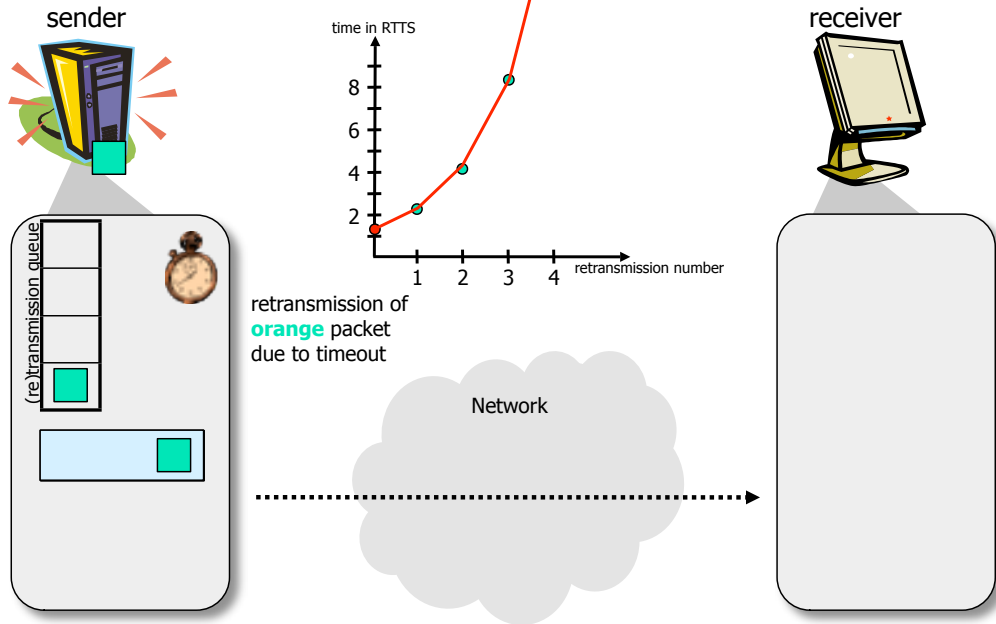 sender
time in RTTS
receiver
8
6
4
2
1
2
3
4
retransmission number
(re)transmission queue
retransmission of
orange packet
due to timeout
Network